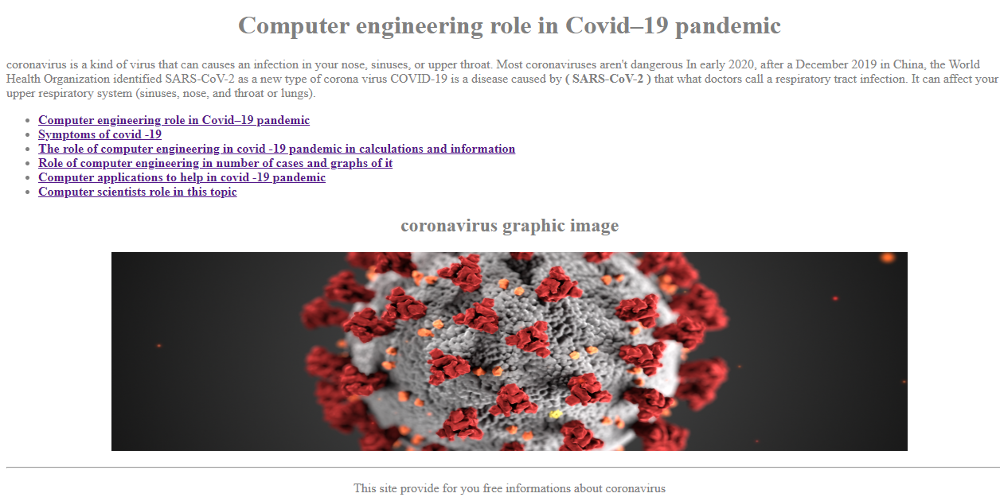 Computer engineering role in Covid–19 pandemic
coronavirus is a kind of virus that can causes an infection in your nose, sinuses, or upper throat. Most coronaviruses aren't dangerous In early 2020, after a December 2019 in China, the World
Health Organization identified SARS-CoV-2 as a new type of corona virus COVID-19 is a disease caused by ( SARS-CoV-2 ) that what doctors call a respiratory tract infection. It can affect your
upper respiratory system (sinuses, nose, and throat or lungs).
Computer engineering role in Covid–19 pandemic
Symptoms of covid -19
The role of computer engineering in covid -19 pandemic in calculations and information
Role of computer engineering in number of cases and graphs of it
Computer applications to help in covid -19 pandemic
Computer scientists role in this topic
coronavirus graphic image
This site provide for you free informations about coronavirus